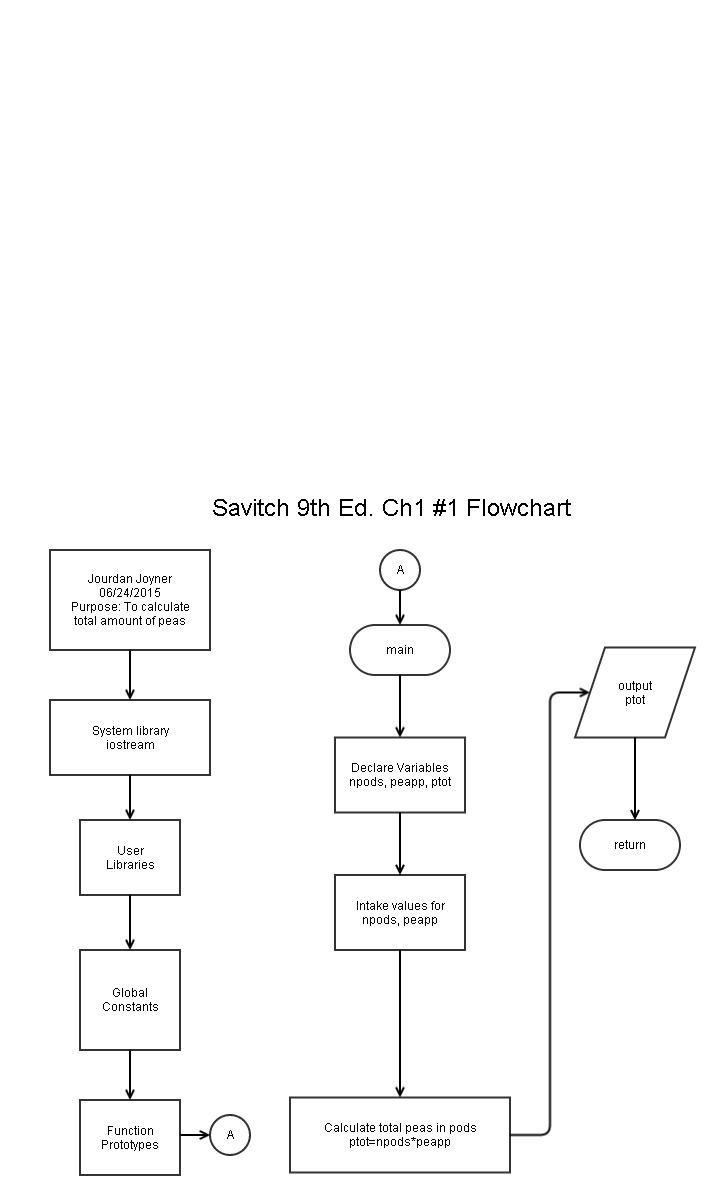 Savitch 9th Ed. Ch1 #1 Flowchart
Jourdan Joyner
06/24/2015
Purpose: To calculate
total amount of peas
System library
iostream
User
Libraries
Global
Constants
Function
Prototypes
A
A
main
Declare Variables
npods, peapp, ptot
Intake values for
npods, peapp
Calculate total peas in pods
ptot=npods*peapp
output
ptot
return